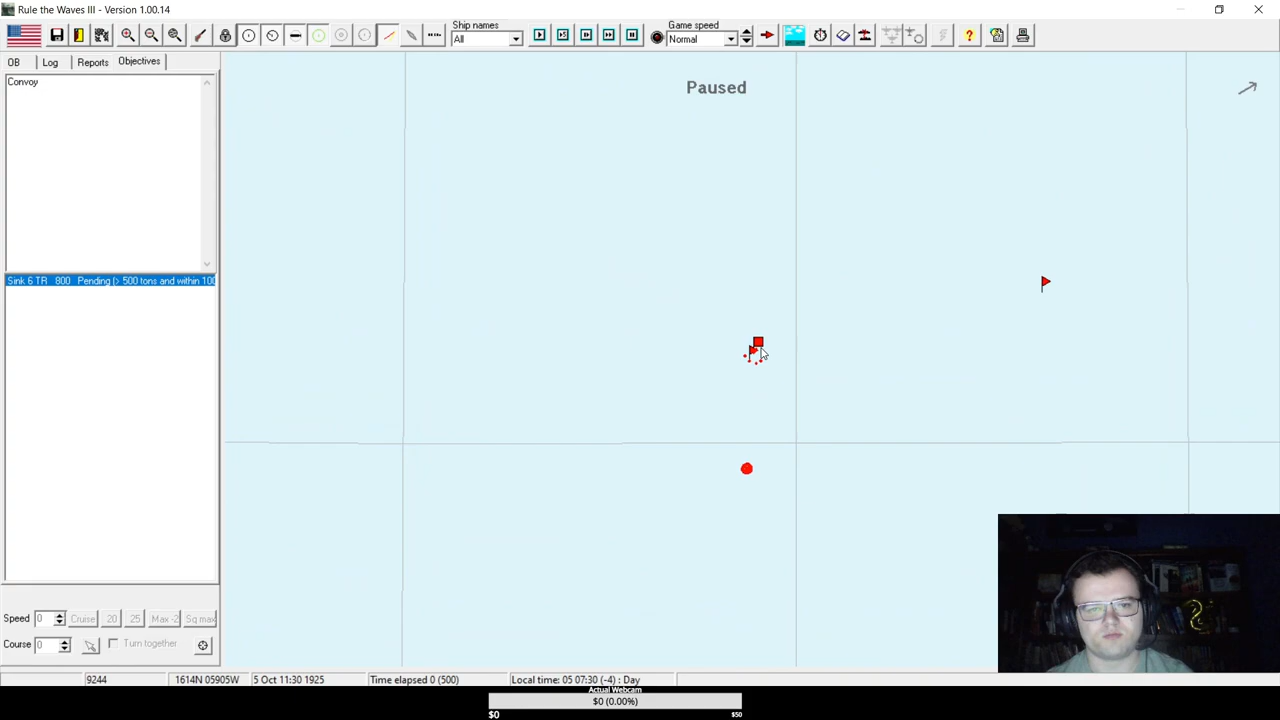 Rule the Waves III - Version 1.00.14
Ship names
All
Game speed
Normal
OB Log Reports Objectives
Convoy
Paused
Sink 6 TR 800 Pending (> 500 tons and within 100
Speed 0 Cruise 20 25 Max -2 Sq max
Course 0 Turn together
9244 1614N 05905W 5 Oct 11:30 1925 Time elapsed 0 (500) Local time: 05 07:30 (-4) : Day
Actual Webcam
$0 (0.00%)
$0 $50